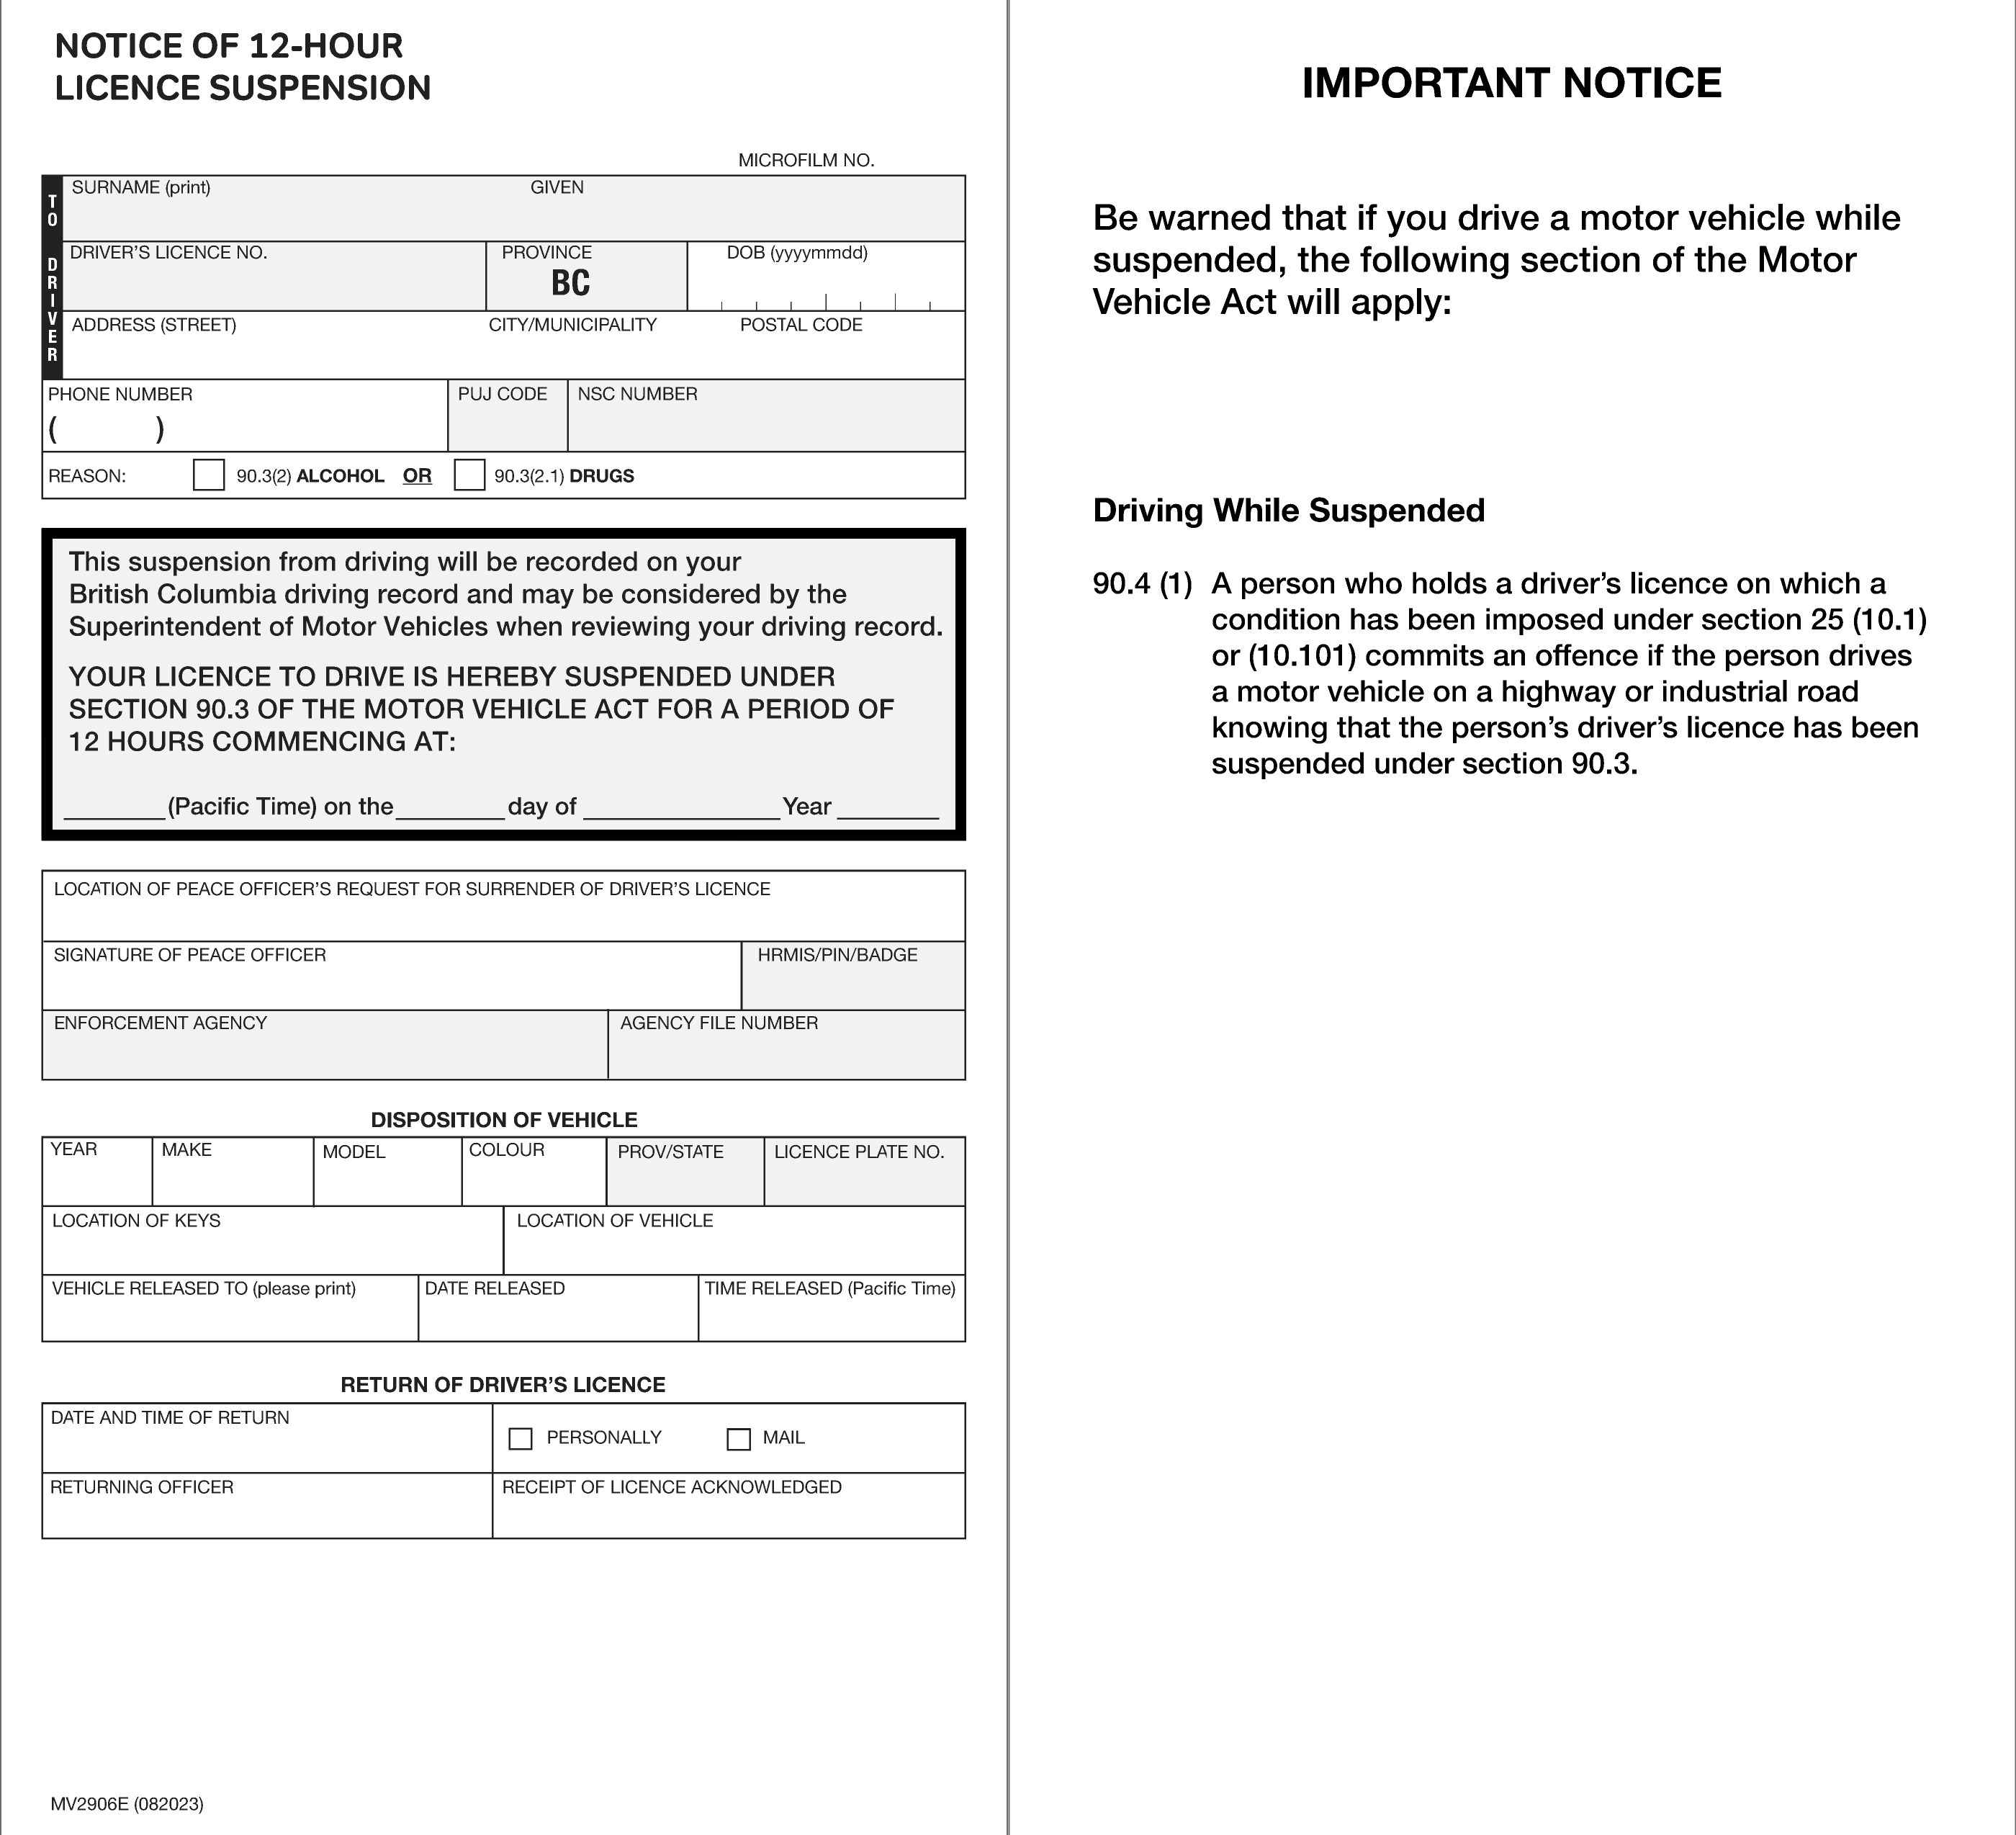 NOTICE OF 12-HOUR
LICENCE SUSPENSION
MICROFILM NO.
TO DRIVER
SURNAME (print) GIVEN
DRIVER'S LICENCE NO. PROVINCE DOB (yyyymmdd)
BC
ADDRESS (STREET) CITY/MUNICIPALITY POSTAL CODE
PHONE NUMBER PUJ CODE NSC NUMBER
( )
REASON: 90.3(2) ALCOHOL OR 90.3(2.1) DRUGS
This suspension from driving will be recorded on your
British Columbia driving record and may be considered by the
Superintendent of Motor Vehicles when reviewing your driving record.
YOUR LICENCE TO DRIVE IS HEREBY SUSPENDED UNDER
SECTION 90.3 OF THE MOTOR VEHICLE ACT FOR A PERIOD OF
12 HOURS COMMENCING AT:
________(Pacific Time) on the________day of _______________Year ________
LOCATION OF PEACE OFFICER'S REQUEST FOR SURRENDER OF DRIVER'S LICENCE
SIGNATURE OF PEACE OFFICER HRMIS/PIN/BADGE
ENFORCEMENT AGENCY AGENCY FILE NUMBER
DISPOSITION OF VEHICLE
YEAR MAKE MODEL COLOUR PROV/STATE LICENCE PLATE NO.
LOCATION OF KEYS LOCATION OF VEHICLE
VEHICLE RELEASED TO (please print) DATE RELEASED TIME RELEASED (Pacific Time)
RETURN OF DRIVER'S LICENCE
DATE AND TIME OF RETURN PERSONALLY MAIL
RETURNING OFFICER RECEIPT OF LICENCE ACKNOWLEDGED
MV2906E (082023)
IMPORTANT NOTICE
Be warned that if you drive a motor vehicle while
suspended, the following section of the Motor
Vehicle Act will apply:
Driving While Suspended
90.4 (1) A person who holds a driver's licence on which a
condition has been imposed under section 25 (10.1)
or (10.101) commits an offence if the person drives
a motor vehicle on a highway or industrial road
knowing that the person's driver's licence has been
suspended under section 90.3.